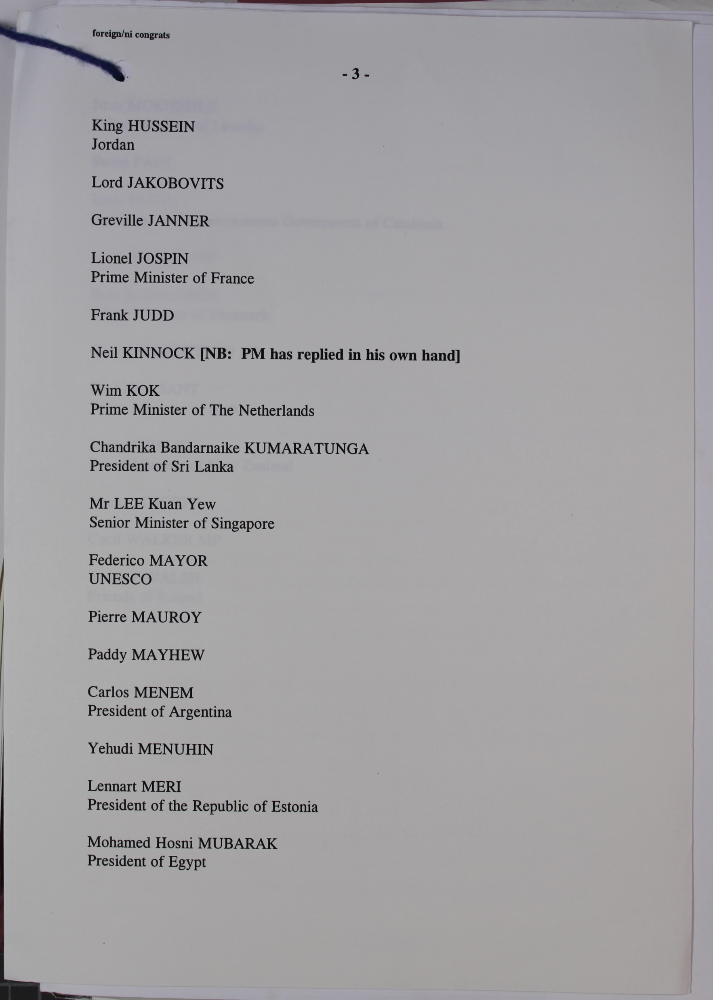 foreign/ni congrats
- 3 -
King HUSSEIN
Jordan
Lord JAKOBOVITS
Greville JANNER
Lionel JOSPIN
Prime Minister of France
Frank JUDD
Neil KINNOCK [NB: PM has replied in his own hand]
Wim KOK
Prime Minister of The Netherlands
Chandrika Bandarnaike KUMARATUNGA
President of Sri Lanka
Mr LEE Kuan Yew
Senior Minister of Singapore
Federico MAYOR
UNESCO
Pierre MAUROY
Paddy MAYHEW
Carlos MENEM
President of Argentina
Yehudi MENUHIN
Lennart MERI
President of the Republic of Estonia
Mohamed Hosni MUBARAK
President of Egypt